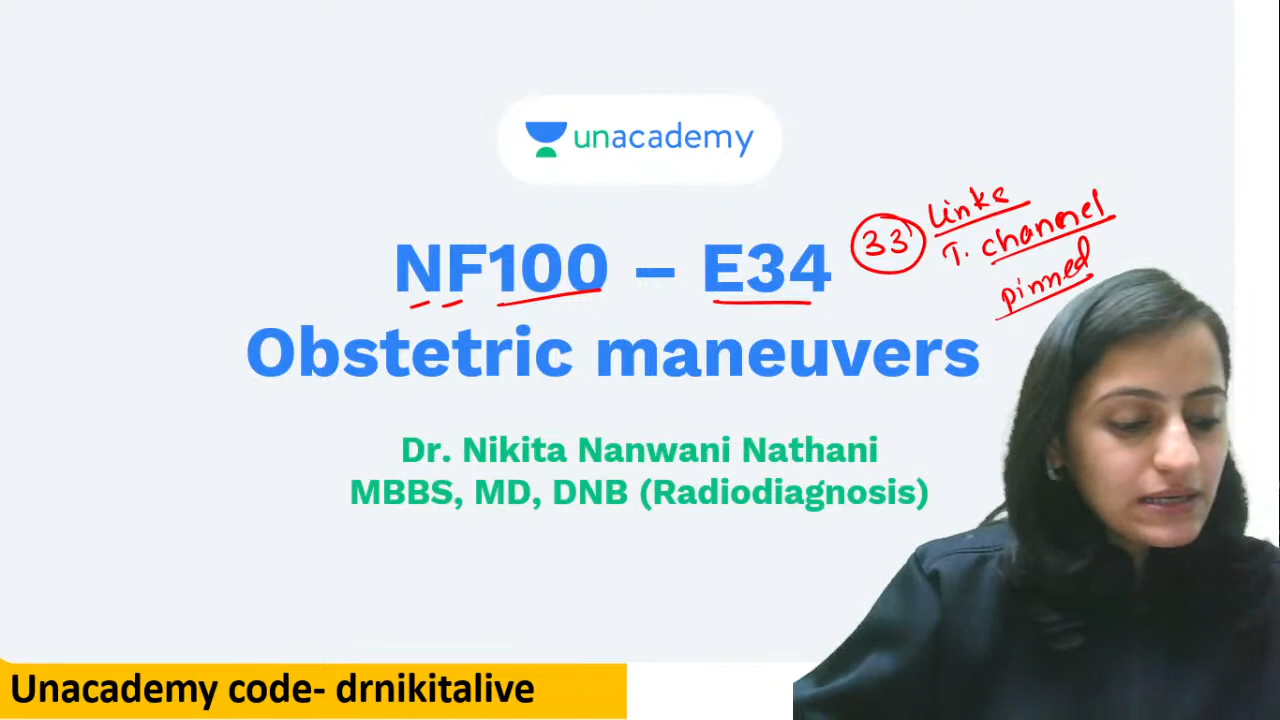 unacademy
NF100 – E34
33
Links
T. channel
pinned
Obstetric maneuvers
Dr. Nikita Nanwani Nathani
MBBS, MD, DNB (Radiodiagnosis)
Unacademy code- drnikitalive